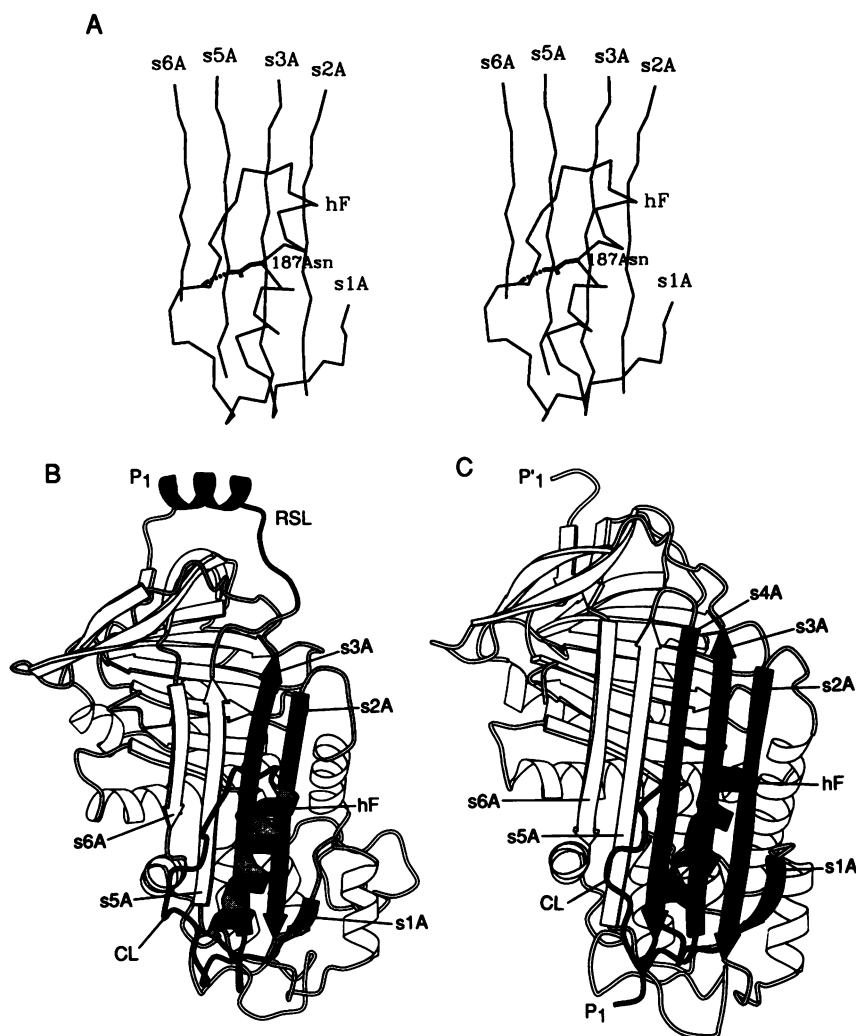 A
s6A s5A s3A s2A
s6A s5A s3A s2A
hF
hF
187Asn
187Asn
s1A
s1A
B
P1
RSL
s3A
s2A
hF
s6A
s5A
s1A
CL
C
P'1
s4A
s3A
s2A
hF
s6A
s5A
s1A
CL
P1